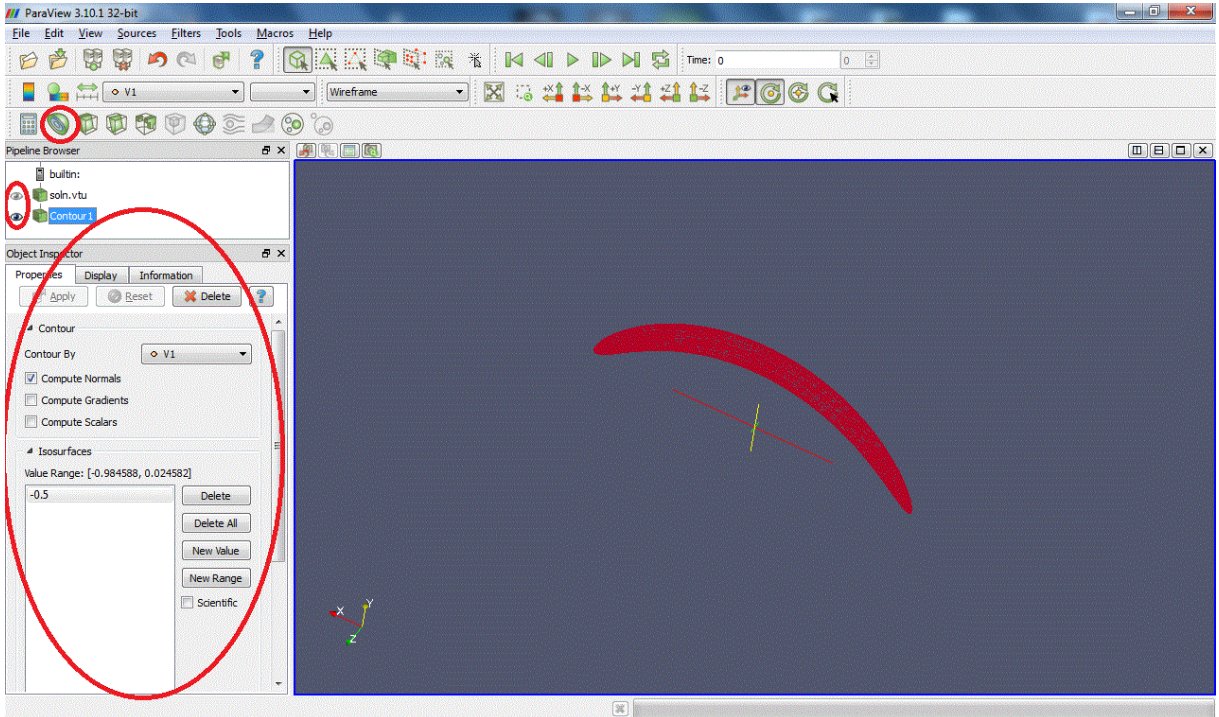 ParaView 3.10.1 32-bit
File Edit View Sources Filters Tools Macros Help
Time: 0 0
V1 Wireframe +X -X +Y -Y +Z -Z
Pipeline Browser
builtin:
soln.vtu
Contour1
Object Inspector
Properties Display Information
Apply Reset Delete ?
Contour
Contour By V1
Compute Normals
Compute Gradients
Compute Scalars
Isosurfaces
Value Range: [-0.984588, 0.024582]
-0.5 Delete
Delete All
New Value
New Range
Scientific
X Y
Z